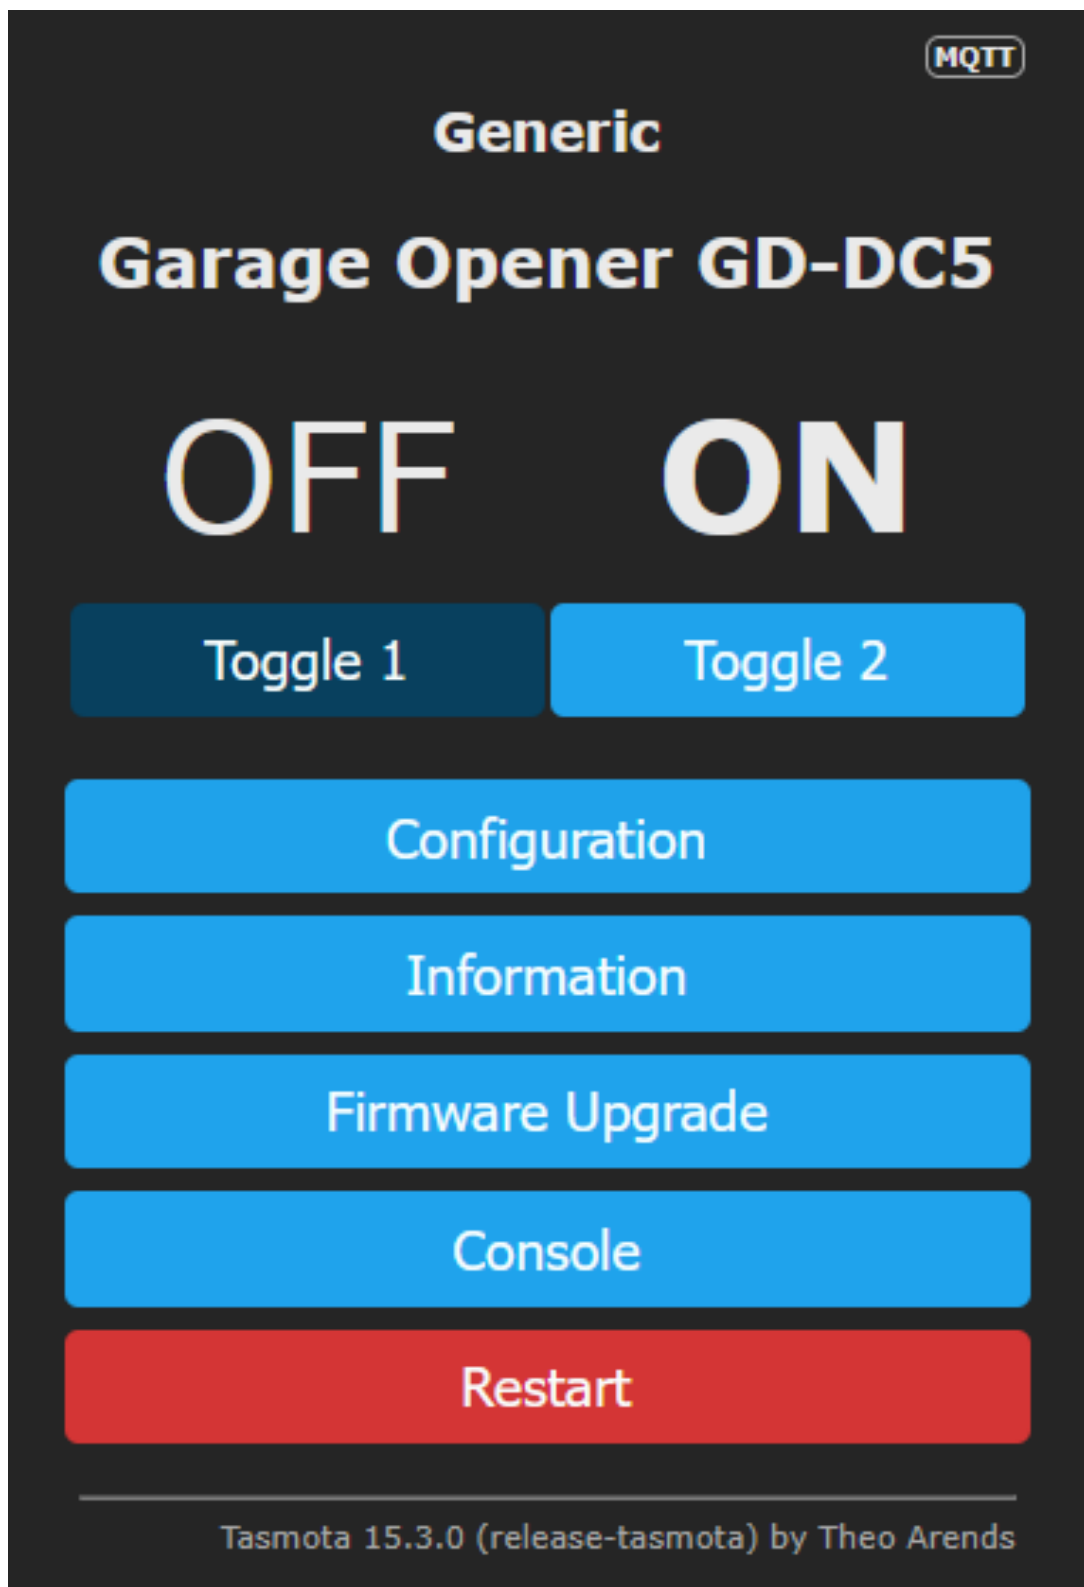 MQTT
Generic
Garage Opener GD-DC5
OFF ON
Toggle 1 Toggle 2
Configuration
Information
Firmware Upgrade
Console
Restart
Tasmota 15.3.0 (release-tasmota) by Theo Arends